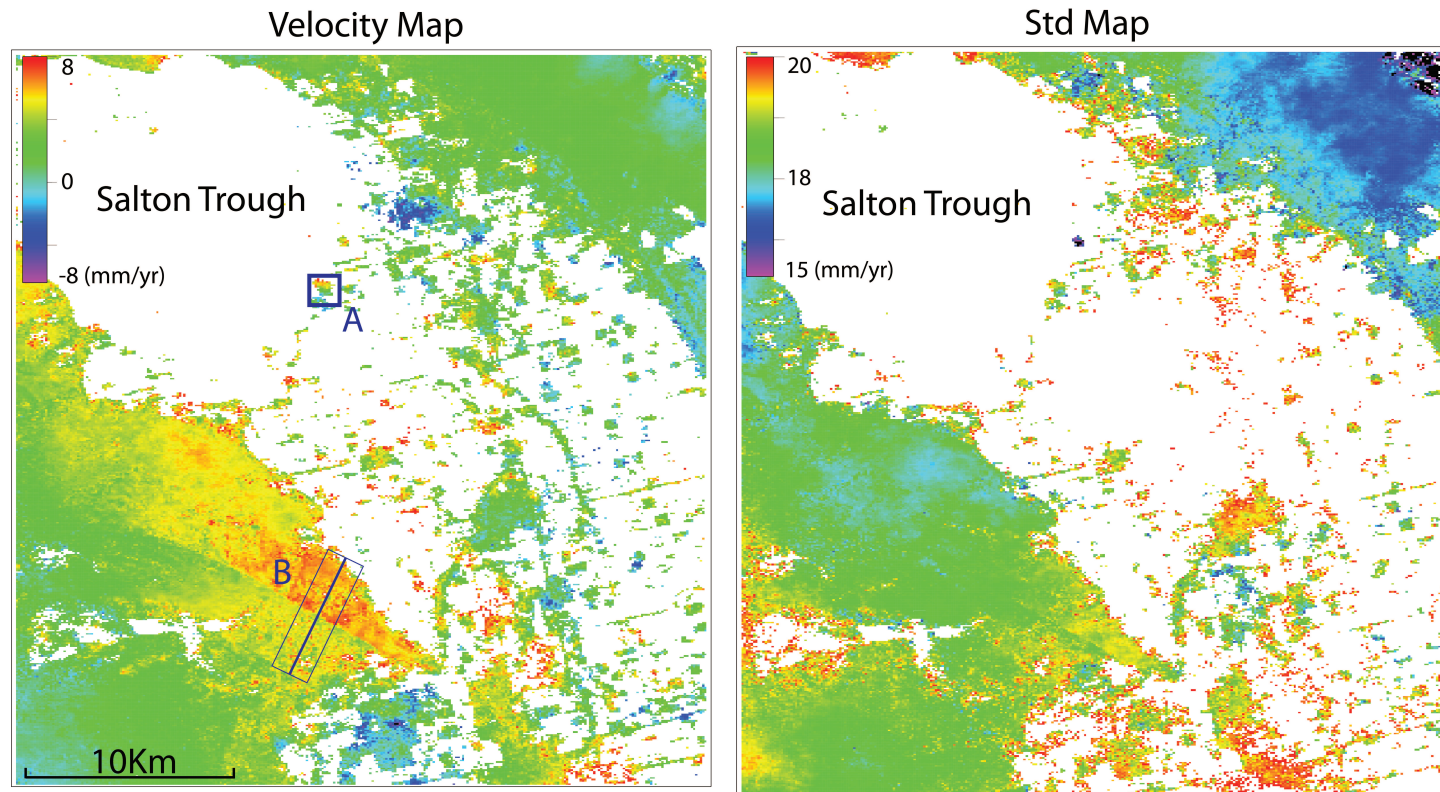 Velocity Map
8
0
-8 (mm/yr)
Salton Trough
A
B
10Km
Std Map
20
18
15 (mm/yr)
Salton Trough